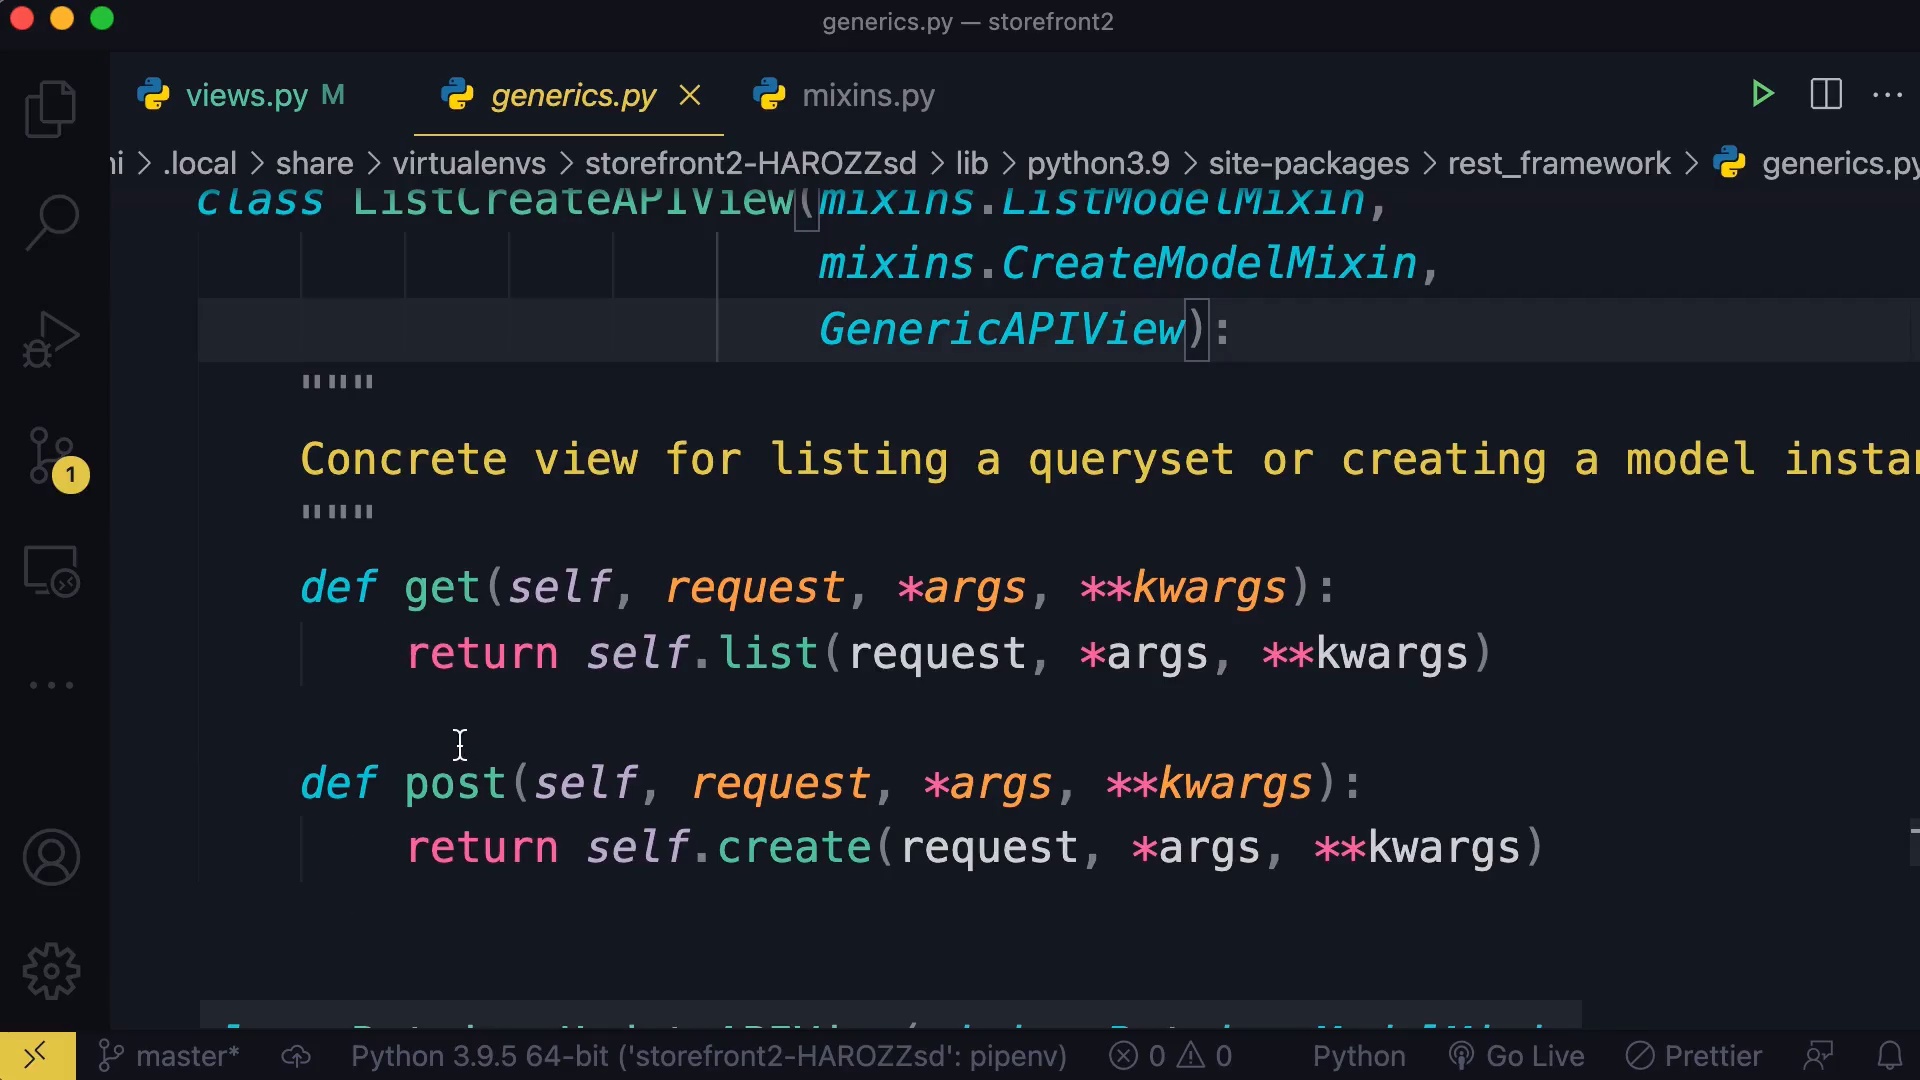 generics.py — storefront2
views.py M generics.py mixins.py
.local > share > virtualenvs > storefront2-HAROZZsd > lib > python3.9 > site-packages > rest_framework > generics.py
class ListCreateAPIView(mixins.ListModelMixin,
mixins.CreateModelMixin,
GenericAPIView):
"""
Concrete view for listing a queryset or creating a model
"""
def get(self, request, *args, **kwargs):
return self.list(request, *args, **kwargs)
def post(self, request, *args, **kwargs):
return self.create(request, *args, **kwargs)
1
master* Python 3.9.5 64-bit ('storefront2-HAROZZsd': pipenv) 0 0 Python Go Live Prettier